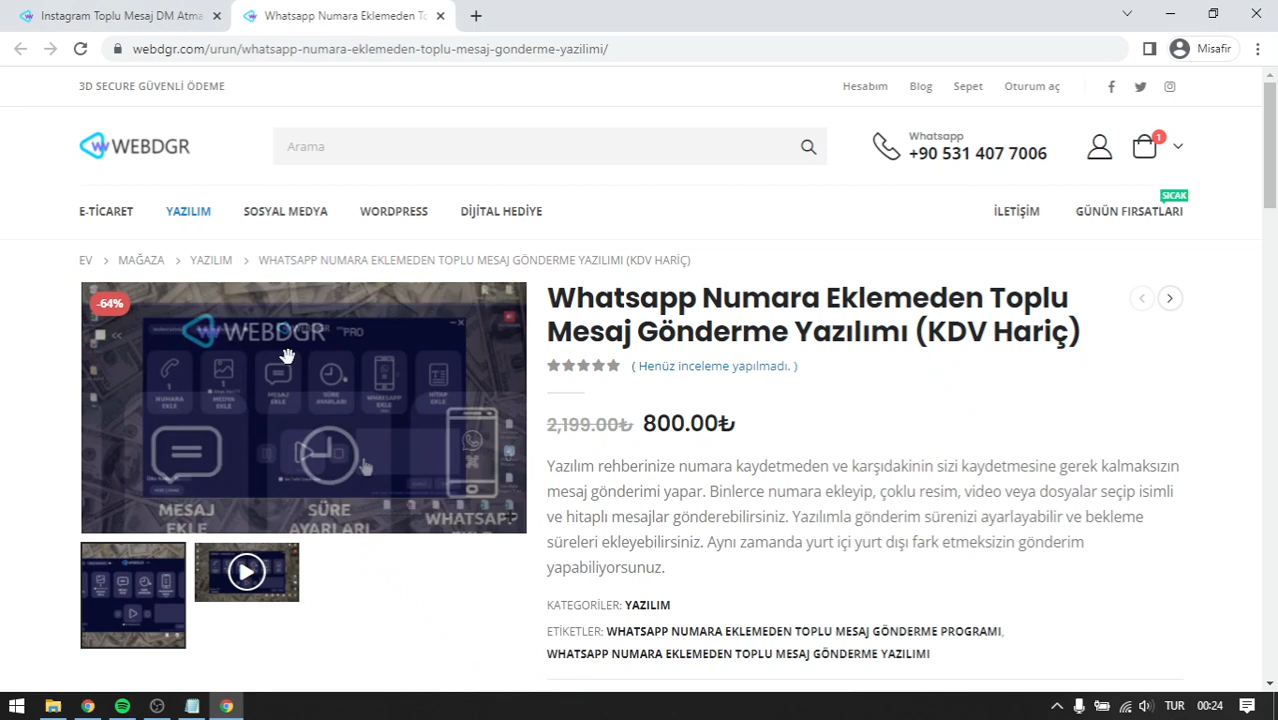 Instagram Toplu Mesaj DM Atma
Whatsapp Numara Eklemeden To
webdgr.com/urun/whatsapp-numara-eklemeden-toplu-mesaj-gonderme-yazilimi/
Misafir
3D SECURE GÜVENLİ ÖDEME
Hesabım Blog Sepet Oturum aç
WEBDGR
Arama
Whatsapp
+90 531 407 7006
1
SICAK
E-TİCARET YAZILIM SOSYAL MEDYA WORDPRESS DİJİTAL HEDİYE İLETİŞİM GÜNÜN FIRSATLARI
EV > MAĞAZA > YAZILIM > WHATSAPP NUMARA EKLEMEDEN TOPLU MESAJ GÖNDERME YAZILIMI (KDV HARİÇ)
-64%
WEBDGR PRO
NUMARA EKLE
MEDYA EKLE
MESAJ EKLE
SÜRE AYARLARI
WHATSAPP EKLE
HİTAP EKLE
MESAJ EKLE
SÜRE AYARLARI
WHATSAPP
Whatsapp Numara Eklemeden Toplu
Mesaj Gönderme Yazılımı (KDV Hariç)
( Henüz inceleme yapılmadı. )
2,199.00₺ 800.00₺
Yazılım rehberinize numara kaydetmeden ve karşıdakinin sizi kaydetmesine gerek kalmaksızın
mesaj gönderimi yapar. Binlerce numara ekleyip, çoklu resim, video veya dosyalar seçip isimli
ve hitaplı mesajlar gönderebilirsiniz. Yazılımla gönderim sürenizi ayarlayabilir ve bekleme
süreleri ekleyebilirsiniz. Aynı zamanda yurt içi yurt dışı fark etmeksizin gönderim
yapabiliyorsunuz.
KATEGORİLER: YAZILIM
ETİKETLER: WHATSAPP NUMARA EKLEMEDEN TOPLU MESAJ GÖNDERME PROGRAMI,
WHATSAPP NUMARA EKLEMEDEN TOPLU MESAJ GÖNDERME YAZILIMI
TUR 00:24